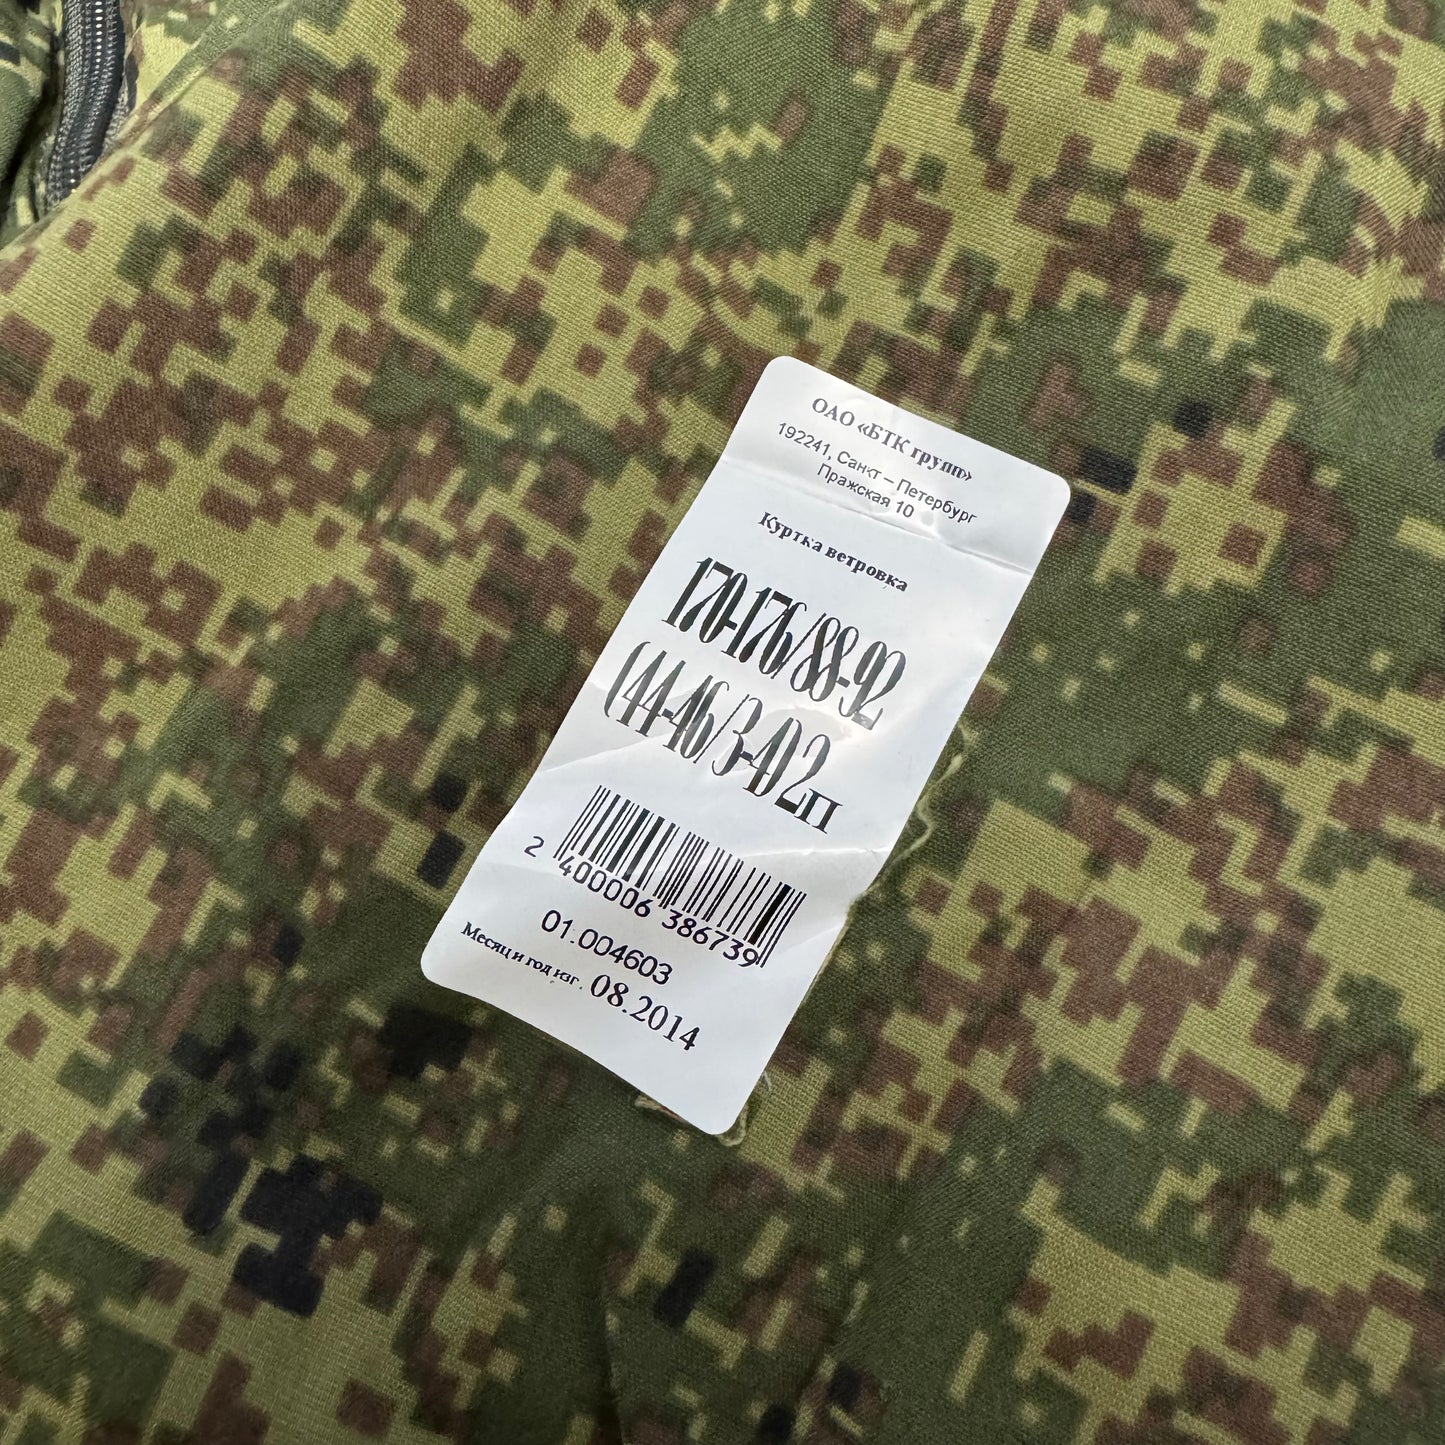 ОАО «БТК групп»
192241, Санкт – Петербург
Пражская 10
Куртка ветровка
170-176/88-92
(44-46/3-4) 2п
2 400006 386739
01.004603
Месяц и год изг. 08.2014